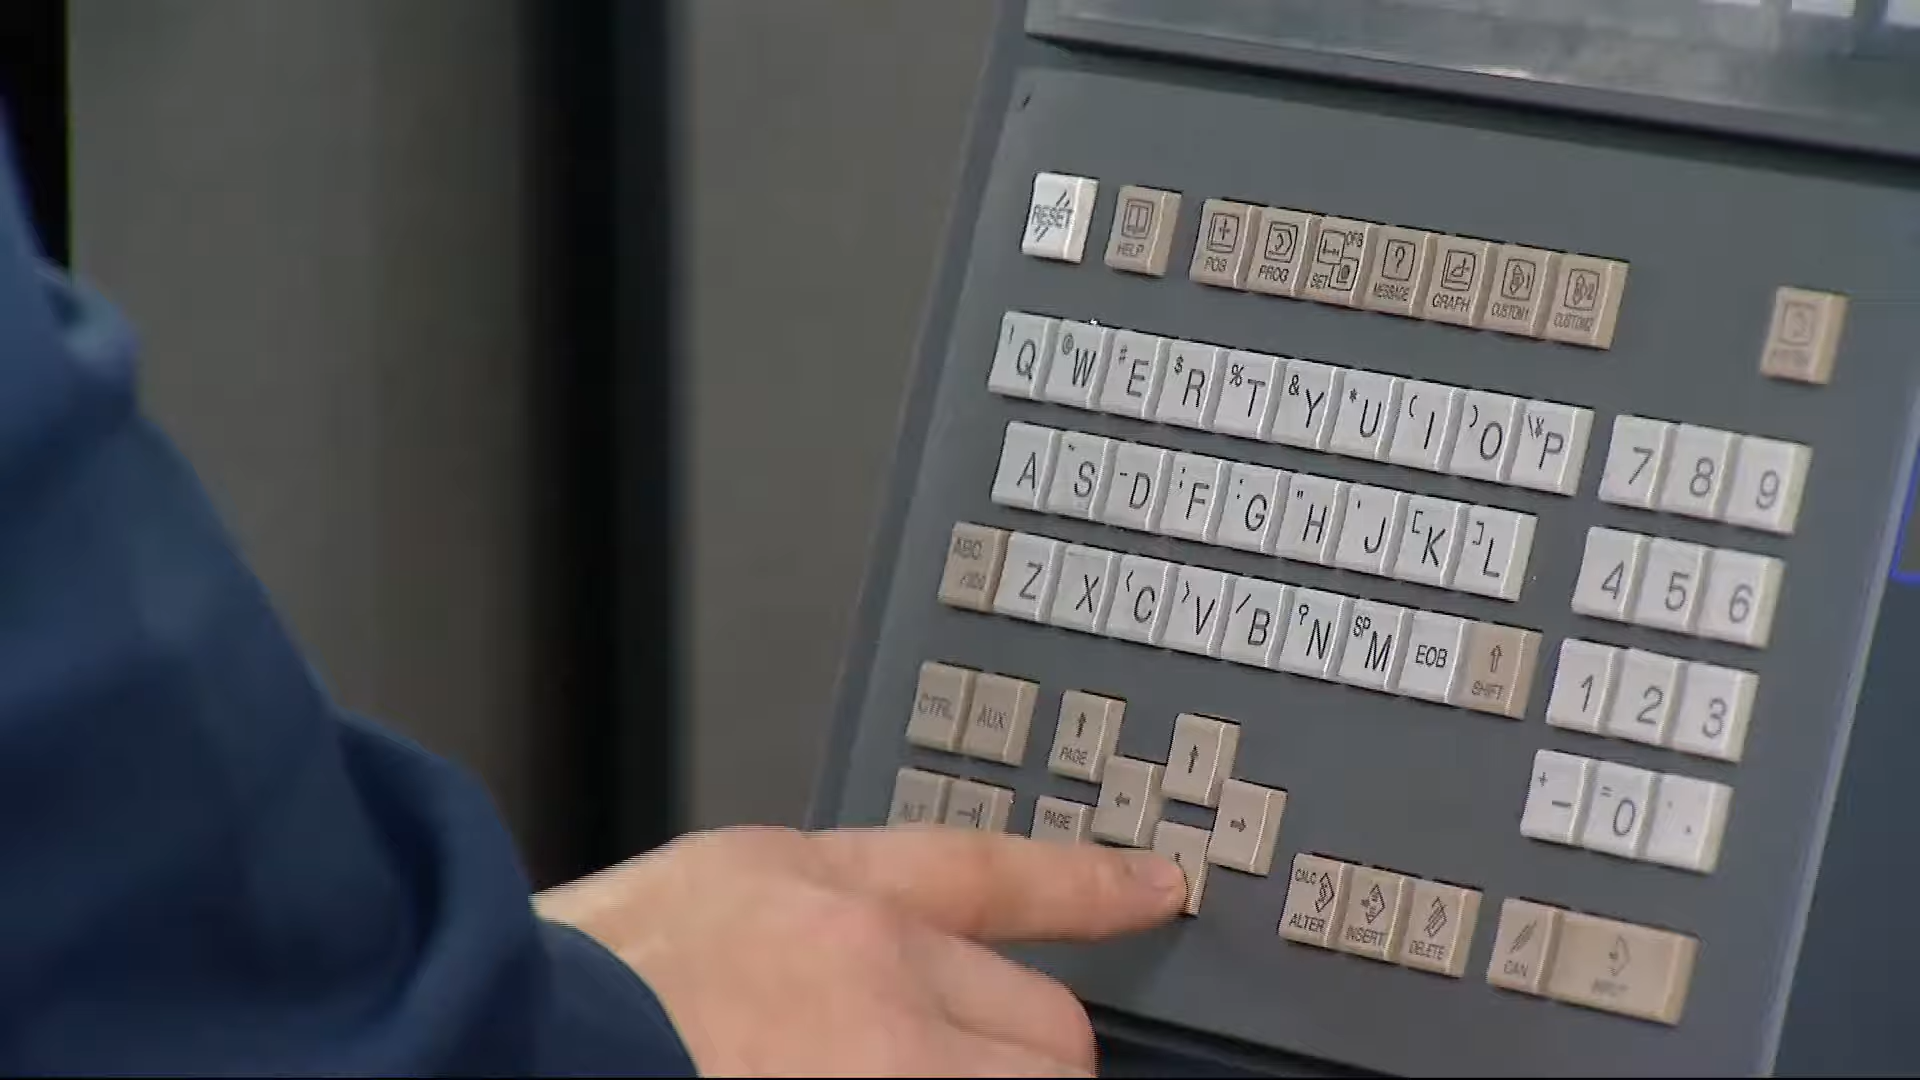 RESET HELP POS PROG OFS SET MESSAGE GRAPH CUSTOM1 CUSTOM2
Q @W #E $R %T &Y *U (I )O \¥P 7 8 9
A S D F G "H 'J [K ]L 4 5 6
ABC Z X <C >V /B ?N SP M EOB SHIFT 1 2 3
CTRL AUX PAGE + - = 0 .
ALT PAGE
CALC ALTER INSERT DELETE CAN INPUT